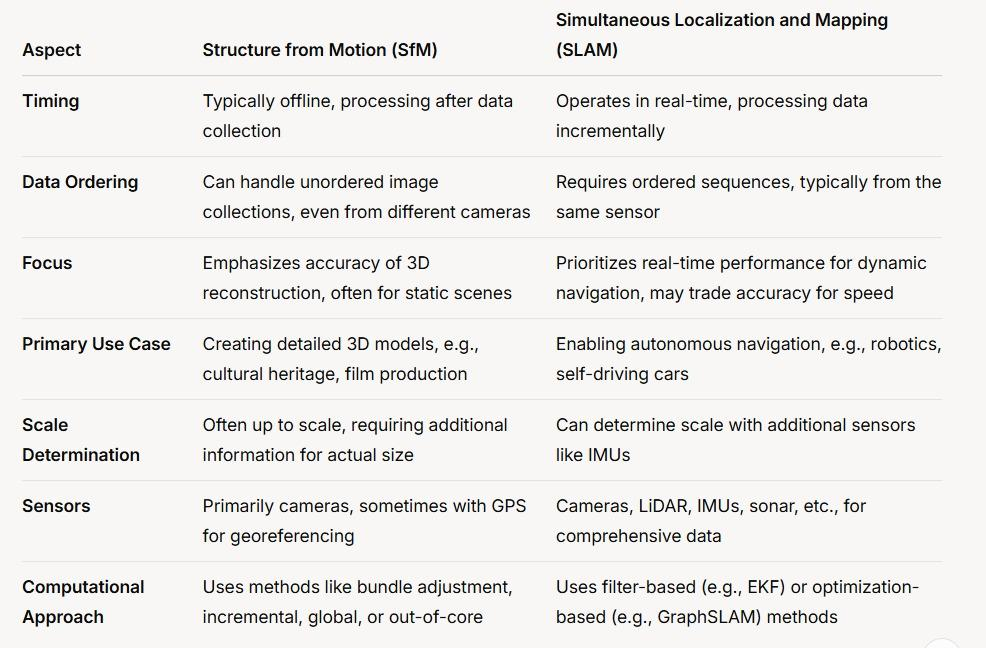 Aspect
Structure from Motion (SfM)
Simultaneous Localization and Mapping
(SLAM)
Timing
Typically offline, processing after data
collection
Operates in real-time, processing data
incrementally
Data Ordering
Can handle unordered image
collections, even from different cameras
Requires ordered sequences, typically from the
same sensor
Focus
Emphasizes accuracy of 3D
reconstruction, often for static scenes
Prioritizes real-time performance for dynamic
navigation, may trade accuracy for speed
Primary Use Case
Creating detailed 3D models, e.g.,
cultural heritage, film production
Enabling autonomous navigation, e.g., robotics,
self-driving cars
Scale
Determination
Often up to scale, requiring additional
information for actual size
Can determine scale with additional sensors
like IMUs
Sensors
Primarily cameras, sometimes with GPS
for georeferencing
Cameras, LiDAR, IMUs, sonar, etc., for
comprehensive data
Computational
Approach
Uses methods like bundle adjustment,
incremental, global, or out-of-core
Uses filter-based (e.g., EKF) or optimization-
based (e.g., GraphSLAM) methods